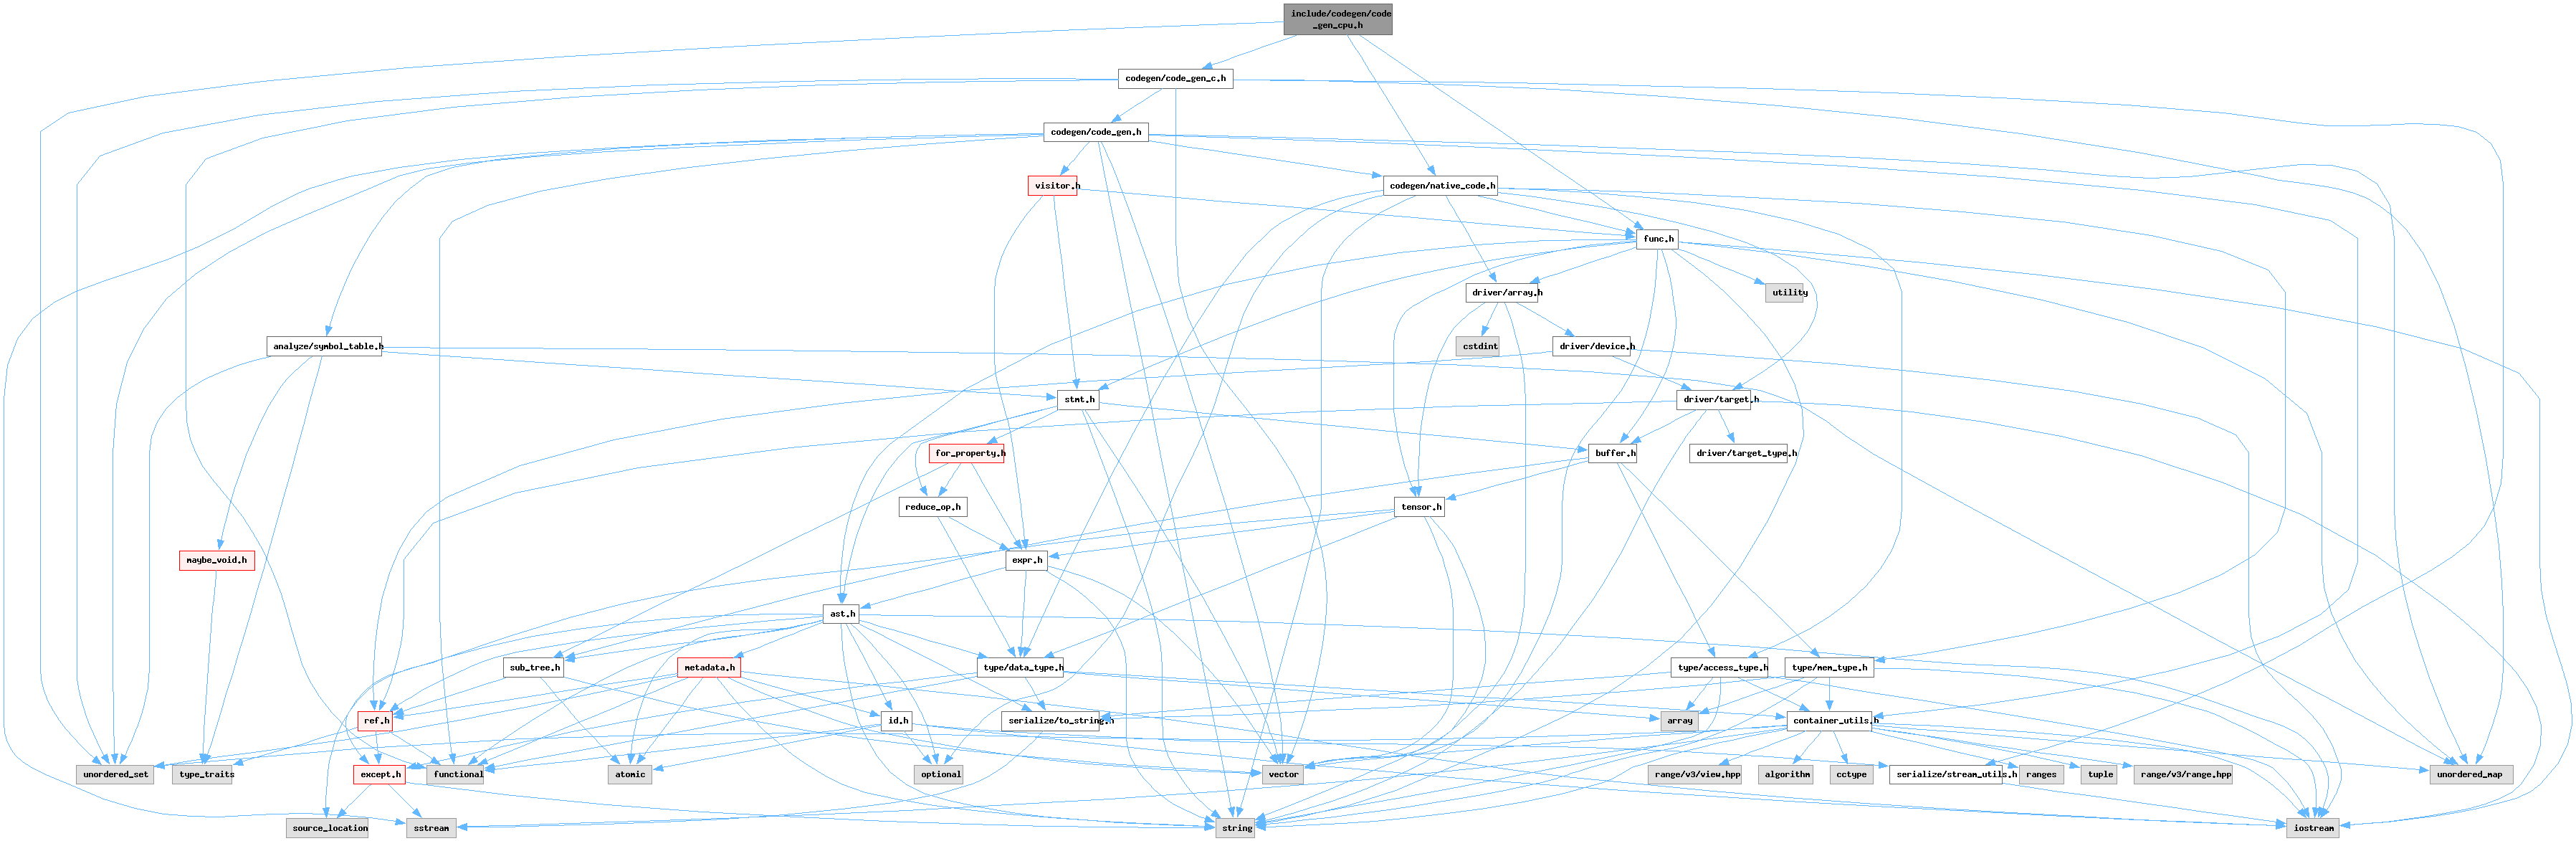 include/codegen/code
_gen_cpu.h
codegen/code_gen_c.h
codegen/code_gen.h
visitor.h
codegen/native_code.h
func.h
driver/array.h
utility
analyze/symbol_table.h
cstdint
driver/device.h
stmt.h
driver/target.h
for_property.h
buffer.h
driver/target_type.h
reduce_op.h
tensor.h
maybe_void.h
expr.h
ast.h
sub_tree.h
metadata.h
type/data_type.h
type/access_type.h
type/mem_type.h
ref.h
id.h
serialize/to_string.h
array
container_utils.h
unordered_set
type_traits
except.h
functional
atomic
optional
vector
range/v3/view.hpp
algorithm
cctype
serialize/stream_utils.h
ranges
tuple
range/v3/range.hpp
unordered_map
source_location
sstream
string
iostream